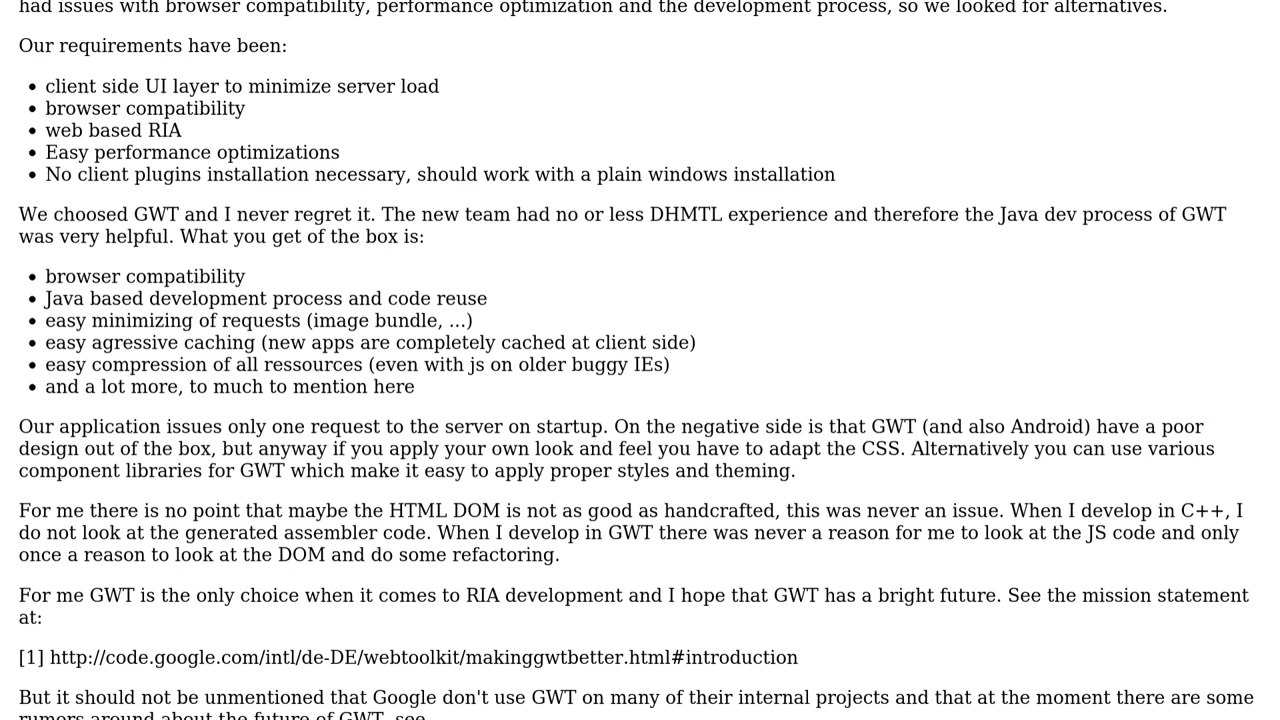 had issues with browser compatibility, performance optimization and the development process, so we looked for alternatives.
Our requirements have been:
• client side UI layer to minimize server load
• browser compatibility
• web based RIA
• Easy performance optimizations
• No client plugins installation necessary, should work with a plain windows installation
We choosed GWT and I never regret it. The new team had no or less DHMTL experience and therefore the Java dev process of GWT
was very helpful. What you get of the box is:
• browser compatibility
• Java based development process and code reuse
• easy minimizing of requests (image bundle, ...)
• easy agressive caching (new apps are completely cached at client side)
• easy compression of all ressources (even with js on older buggy IEs)
• and a lot more, to much to mention here
Our application issues only one request to the server on startup. On the negative side is that GWT (and also Android) have a poor
design out of the box, but anyway if you apply your own look and feel you have to adapt the CSS. Alternatively you can use various
component libraries for GWT which make it easy to apply proper styles and theming.
For me there is no point that maybe the HTML DOM is not as good as handcrafted, this was never an issue. When I develop in C++, I
do not look at the generated assembler code. When I develop in GWT there was never a reason for me to look at the JS code and only
once a reason to look at the DOM and do some refactoring.
For me GWT is the only choice when it comes to RIA development and I hope that GWT has a bright future. See the mission statement
at:
[1] http://code.google.com/intl/de-DE/webtoolkit/makinggwtbetter.html#introduction
But it should not be unmentioned that Google don't use GWT on many of their internal projects and that at the moment there are some
rumors around about the future of GWT, see